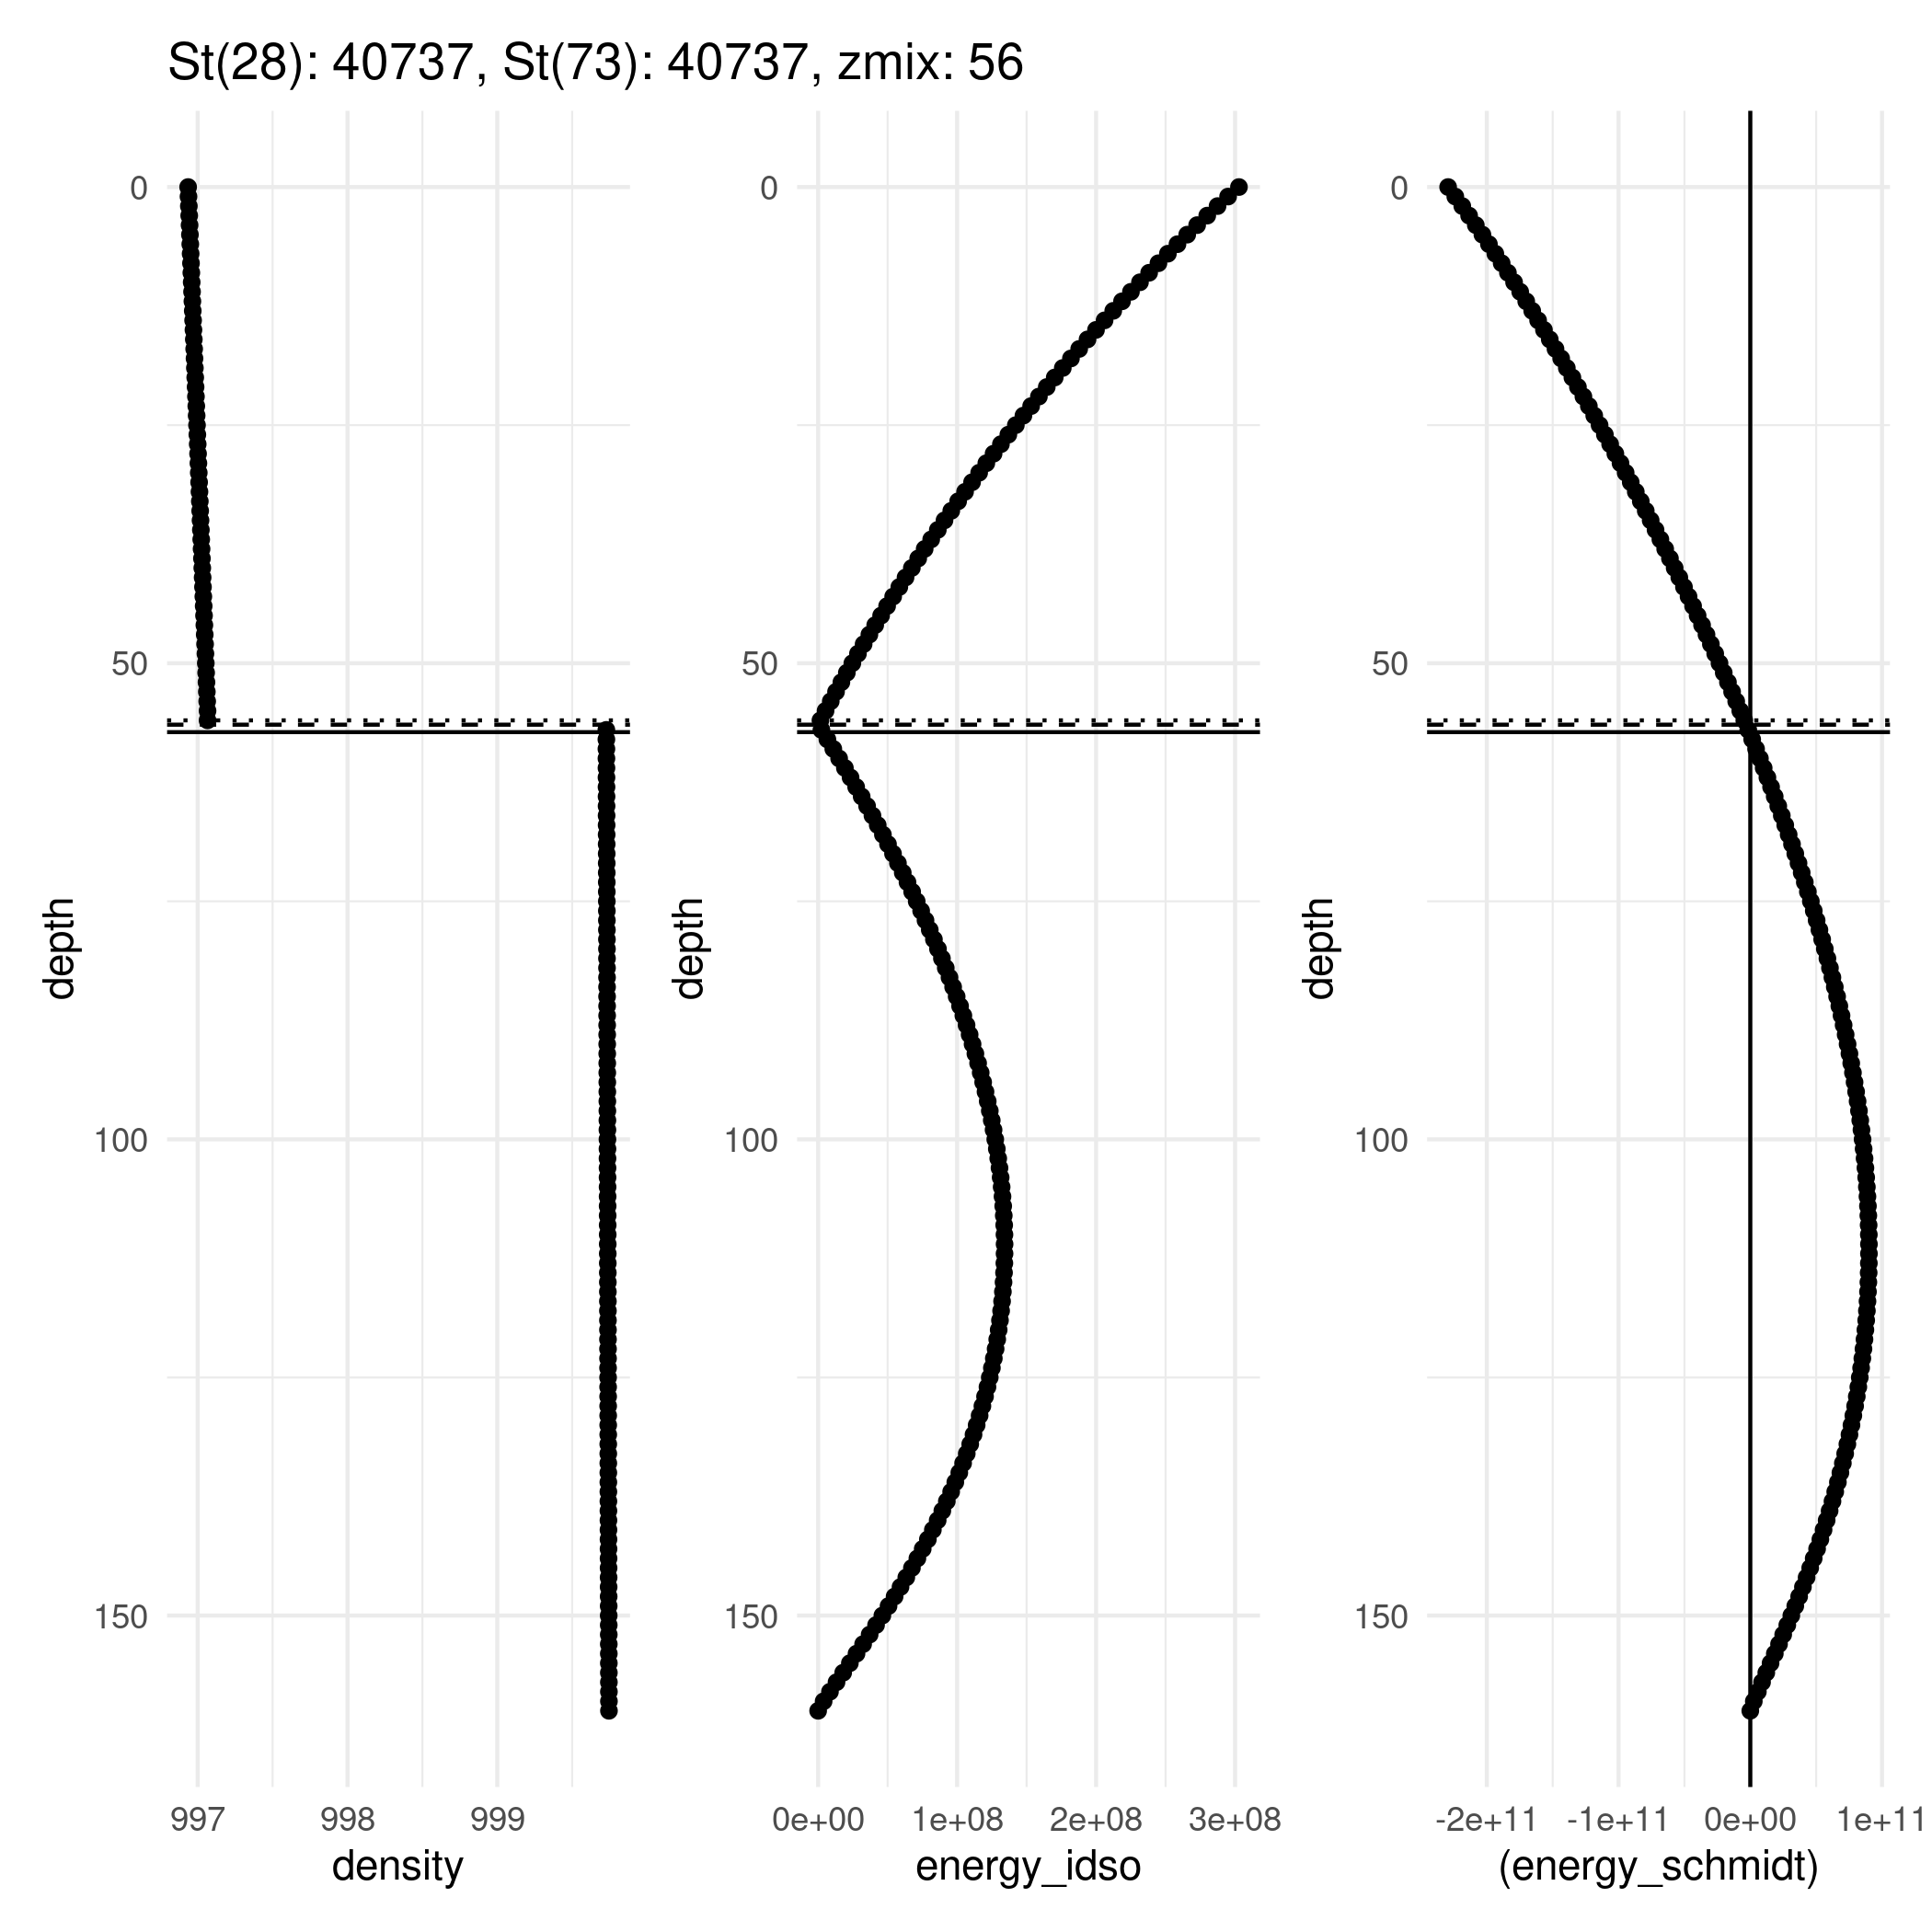 St(28): 40737, St(73): 40737, zmix: 56
0
50
100
150
depth
997 998 999
density
0
50
100
150
depth
0e+00 1e+08 2e+08 3e+08
energy_idso
0
50
100
150
depth
-2e+11 -1e+11 0e+00 1e+11
(energy_schmidt)